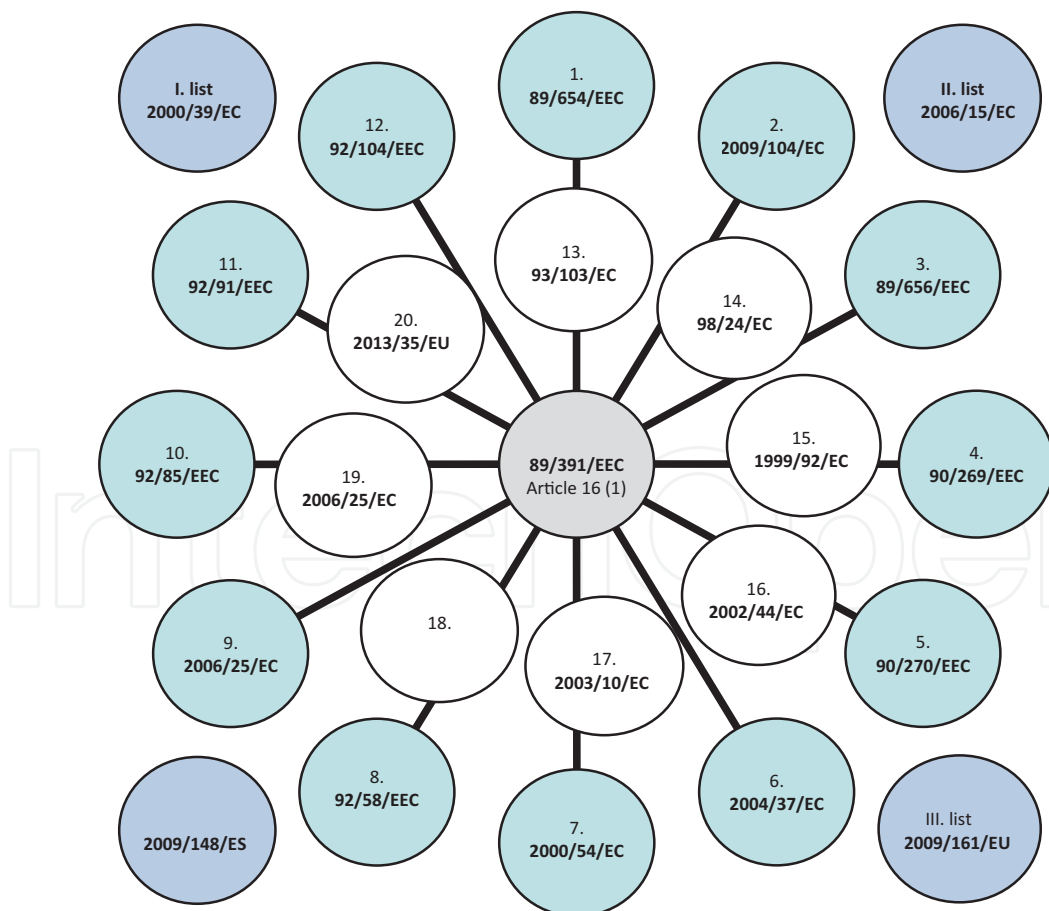 I. list
2000/39/EC
1.
89/654/EEC
II. list
2006/15/EC
12.
92/104/EEC
2.
2009/104/EC
11.
92/91/EEC
13.
93/103/EC
3.
89/656/EEC
20.
2013/35/EU
14.
98/24/EC
10.
92/85/EEC
19.
2006/25/EC
89/391/EEC
Article 16 (1)
15.
1999/92/EC
4.
90/269/EEC
9.
2006/25/EC
18.
17.
2003/10/EC
16.
2002/44/EC
5.
90/270/EEC
2009/148/ES
8.
92/58/EEC
7.
2000/54/EC
6.
2004/37/EC
III. list
2009/161/EU